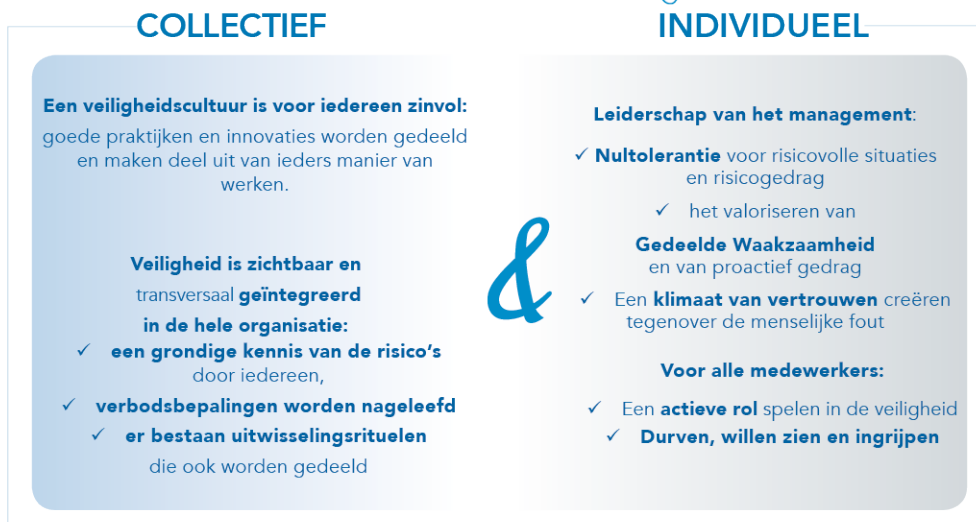 COLLECTIEF
Een veiligheidscultuur is voor iedereen zinvol:
goede praktijken en innovaties worden gedeeld
en maken deel uit van ieders manier van
werken.
Veiligheid is zichtbaar en
transversaal geïntegreerd
in de hele organisatie:
✓ een grondige kennis van de risico's
door iedereen,
✓ verbodsbepalingen worden nageleefd
✓ er bestaan uitwisselingsrituelen
die ook worden gedeeld
&
INDIVIDUEEL
Leiderschap van het management:
✓ Nultolerantie voor risicovolle situaties
en risicogedrag
✓ het valoriseren van
Gedeelde Waakzaamheid
en van proactief gedrag
✓ Een klimaat van vertrouwen creëren
tegenover de menselijke fout
Voor alle medewerkers:
✓ Een actieve rol spelen in de veiligheid
✓ Durven, willen zien en ingrijpen